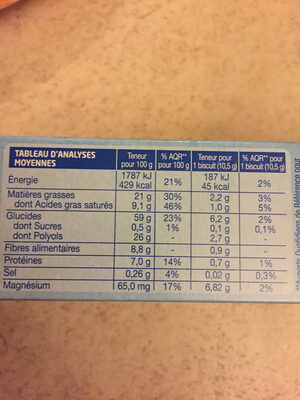 TABLEAU D'ANALYSES MOYENNES | Teneur pour 100 g | % AQR** pour 100 g | Teneur pour 1 biscuit (10,5 g) | % AQR** pour 1 biscuit (10,5 g)
Énergie | 1787 kJ 429 kcal | 21% | 187 kJ 45 kcal | 2%
Matières grasses | 21 g | 30% | 2,2 g | 3%
dont Acides gras saturés | 9,1 g | 46% | 1,0 g | 5%
Glucides | 59 g | 23% | 6,2 g | 2%
dont Sucres | 0,5 g | 1% | 0,1 g | 0,1%
dont Polyols | 26 g | - | 2,7 g | -
Fibres alimentaires | 8,8 g | - | 0,9 g | -
Protéines | 7,0 g | 14% | 0,7 g | 1%
Sel | 0,26 g | 4% | 0,02 g | 0,3%
Magnésium | 65,0 mg | 17% | 6,82 g | 2%
Quotidiens de Référence pour